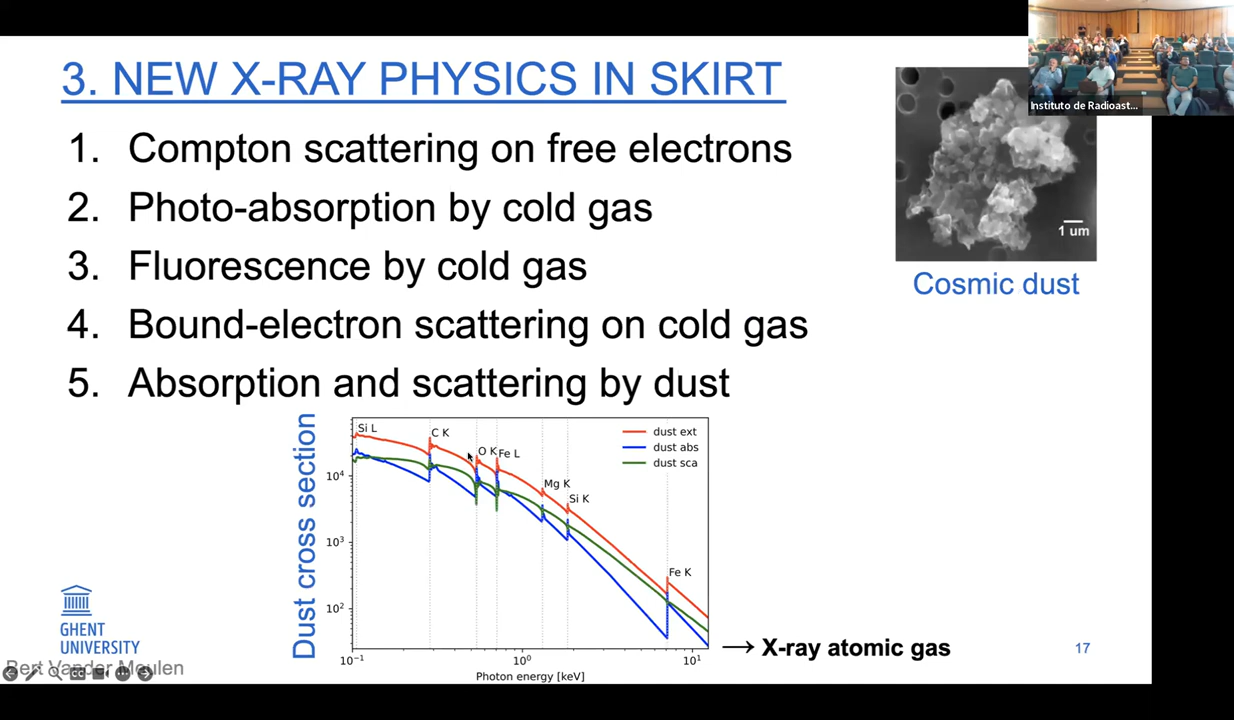 3. NEW X-RAY PHYSICS IN SKIRT
Instituto de Radioast...
1. Compton scattering on free electrons
2. Photo-absorption by cold gas
3. Fluorescence by cold gas
4. Bound-electron scattering on cold gas
5. Absorption and scattering by dust
1 um
Cosmic dust
Dust cross section
Si L
C K
O K
Fe L
Mg K
Si K
Fe K
dust ext
dust abs
dust sca
10⁴
10³
10²
10⁻¹
10⁰
10¹
Photon energy [keV]
→ X-ray atomic gas
17
GHENT
UNIVERSITY
Bert Vander Meulen
CC